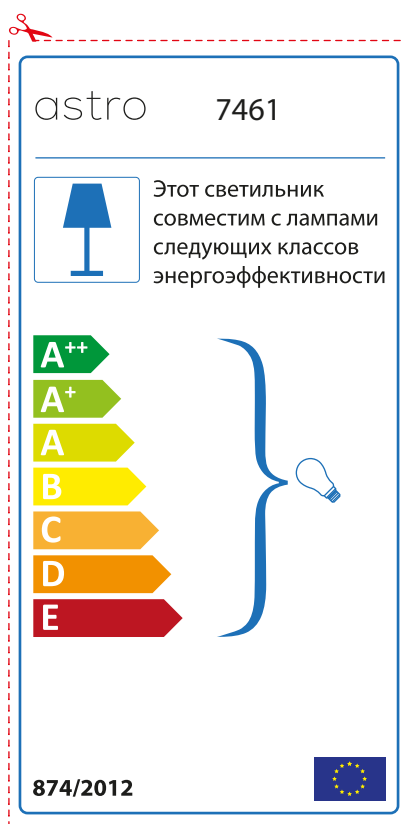 astro 7461
Этот светильник
совместим с лампами
следующих классов
энергоэффективности
A++
A+
A
B
C
D
E
874/2012